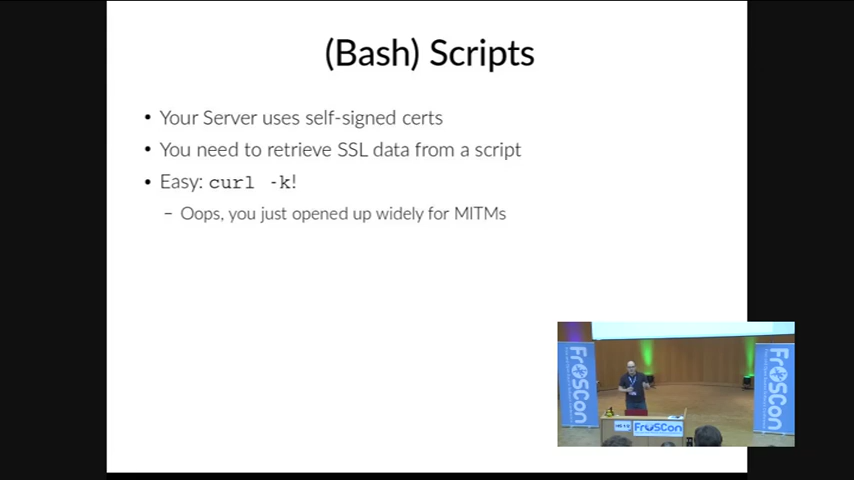 (Bash) Scripts
• Your Server uses self-signed certs
• You need to retrieve SSL data from a script
• Easy: curl -k!
– Oops, you just opened up widely for MITMs
FrOSCon
FrOSCon
FrOSCon